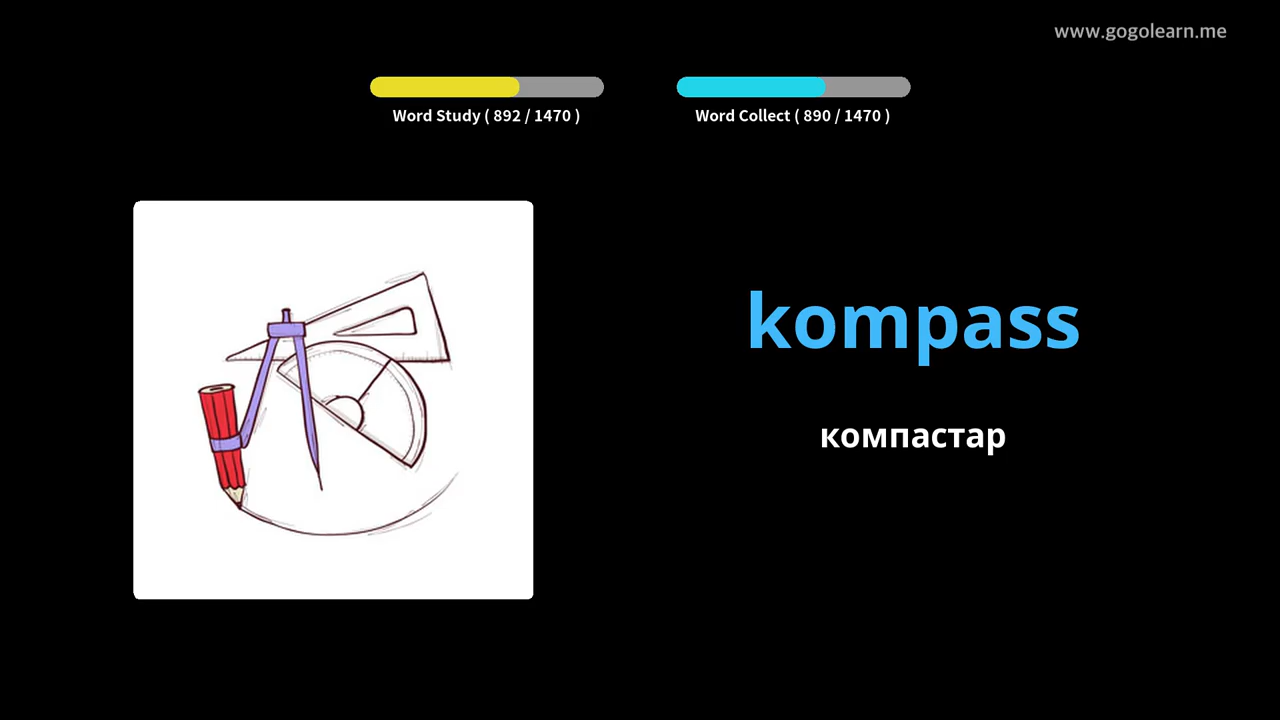 www.gogolearn.me
Word Study ( 892 / 1470 )
Word Collect ( 890 / 1470 )
kompass
компастар